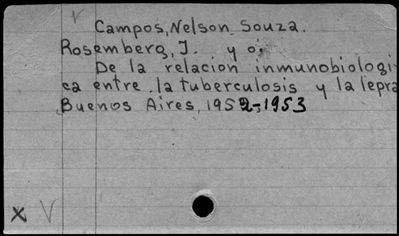 Campos, Nelson Souza.
Rosemberg, J. y o;
De la relacion inmunobiologi-
ca entre la tuberculosis y la lepra
Buenos Aires, 1952-1953
x V